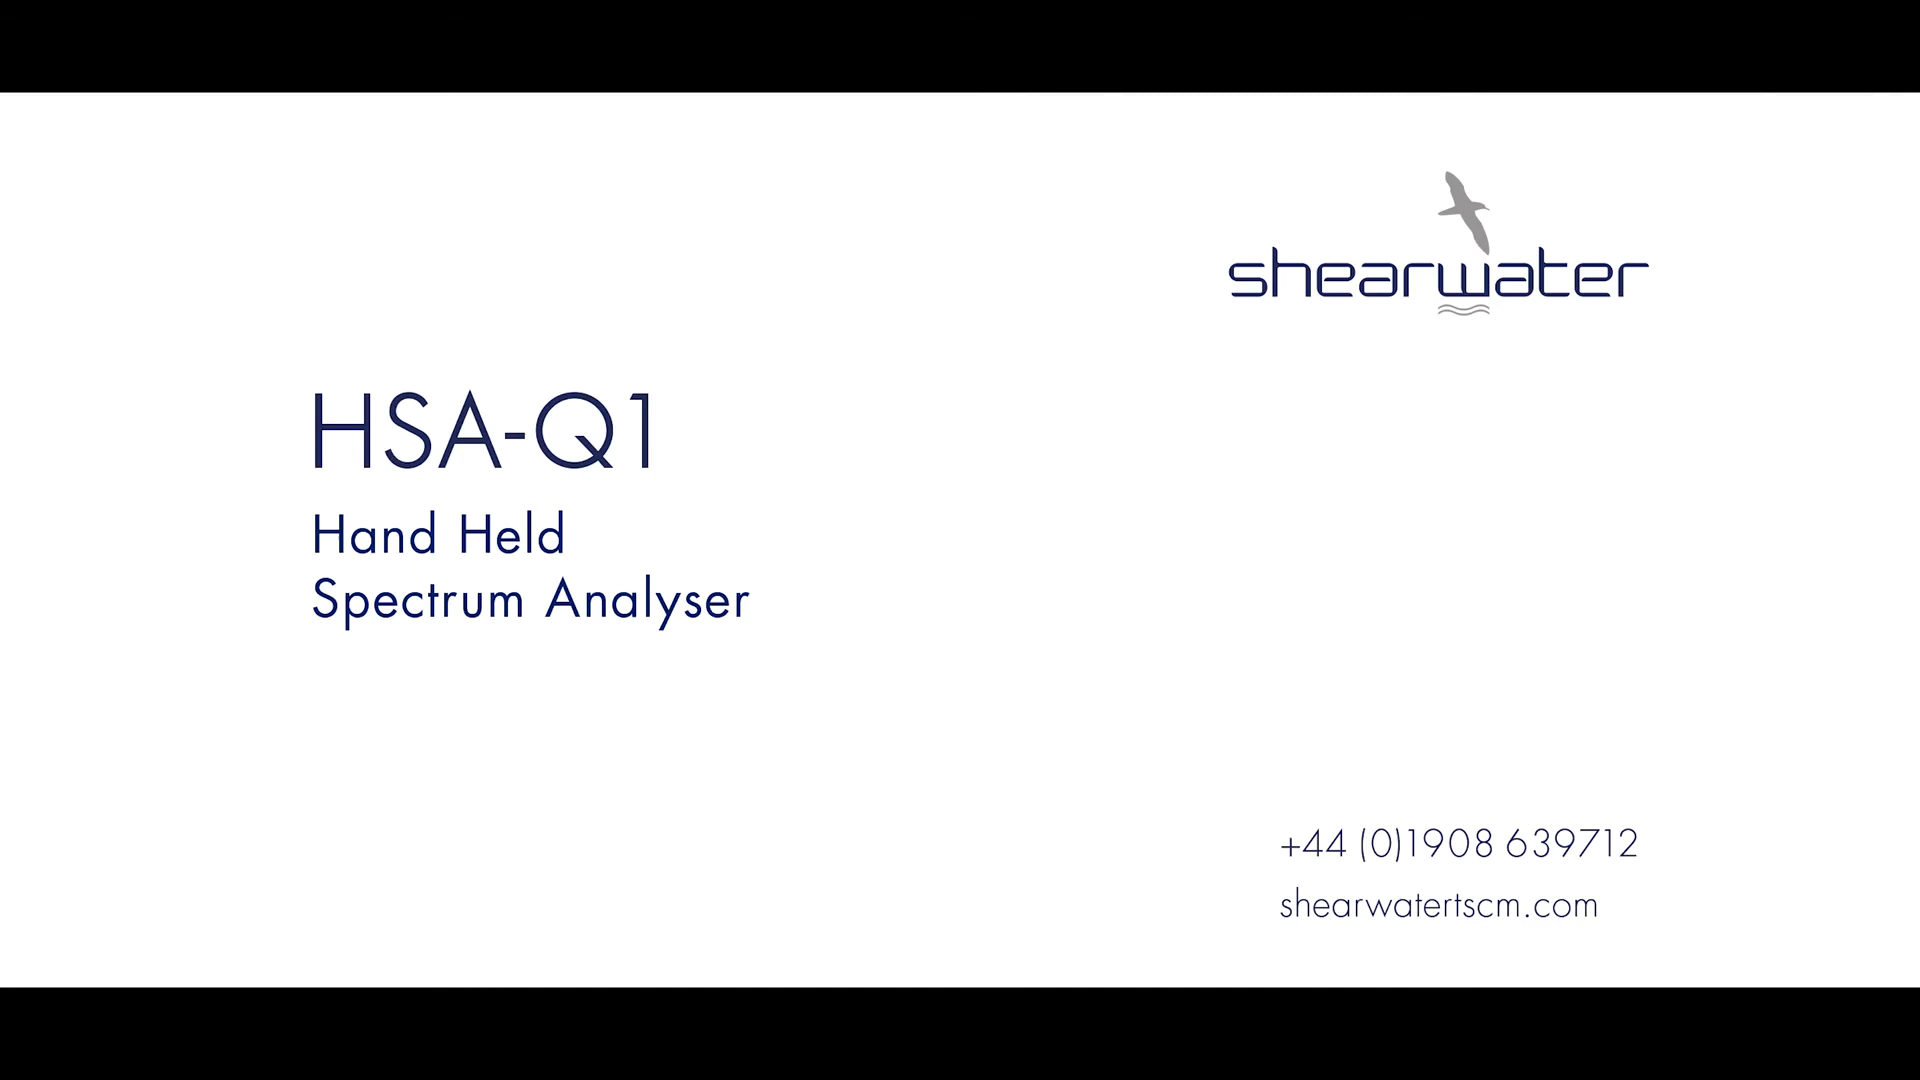 shearwater
HSA-Q1
Hand Held
Spectrum Analyser
+44 (0)1908 639712
shearwatertscm.com